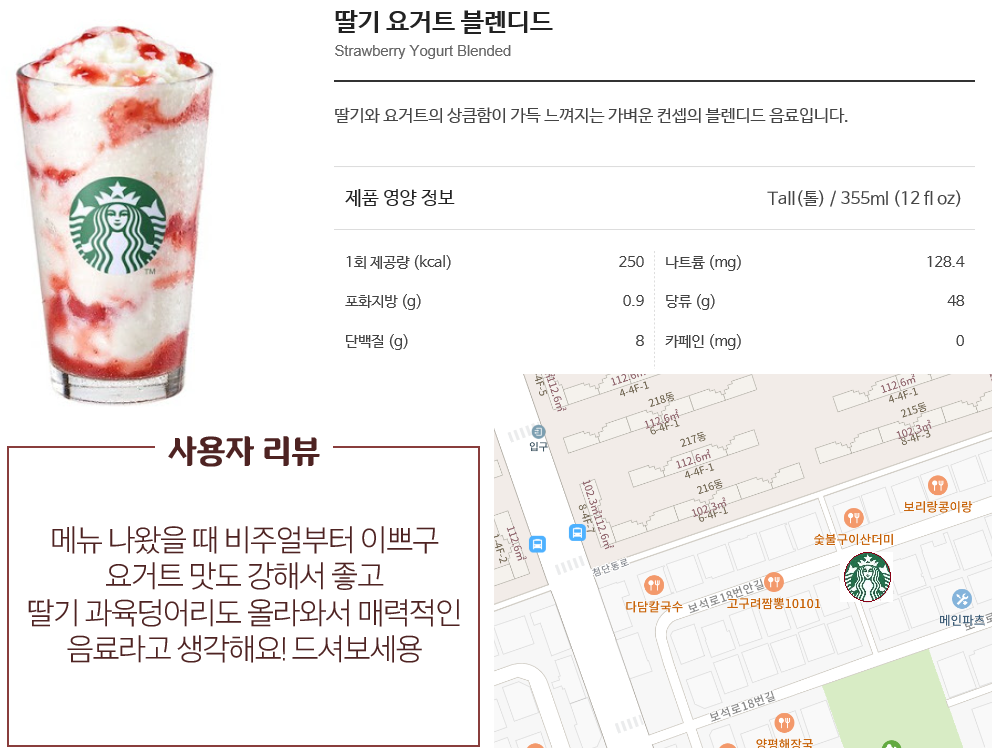 딸기 요거트 블렌디드
Strawberry Yogurt Blended
딸기와 요거트의 상큼함이 가득 느껴지는 가벼운 컨셉의 블렌디드 음료입니다.
제품 영양 정보 Tall(톨) / 355ml (12 fl oz)
1회 제공량 (kcal) 250 나트륨 (mg) 128.4
포화지방 (g) 0.9 당류 (g) 48
단백질 (g) 8 카페인 (mg) 0
TM
사용자 리뷰
메뉴 나왔을 때 비주얼부터 이쁘구
요거트 맛도 강해서 좋고
딸기 과육덩어리도 올라와서 매력적인
음료라고 생각해요! 드셔보세용
4F-5
112.6㎡
112.6㎡
4-4F-1
218동
112.6㎡
6-4F-1
217동
112.6㎡
4-4F-1
216동
102.3㎡
6-4F-1
112.6㎡
4-4F-1
215동
102.3㎡
8-4F-3
입구
102.3㎡
112.6㎡
112.6㎡
첨단동로
보리랑콩이랑
숯불구이산더미
다담칼국수
보석로18번안길
고구려짬뽕10101
메인파츠
보석로18번길
양평해장국